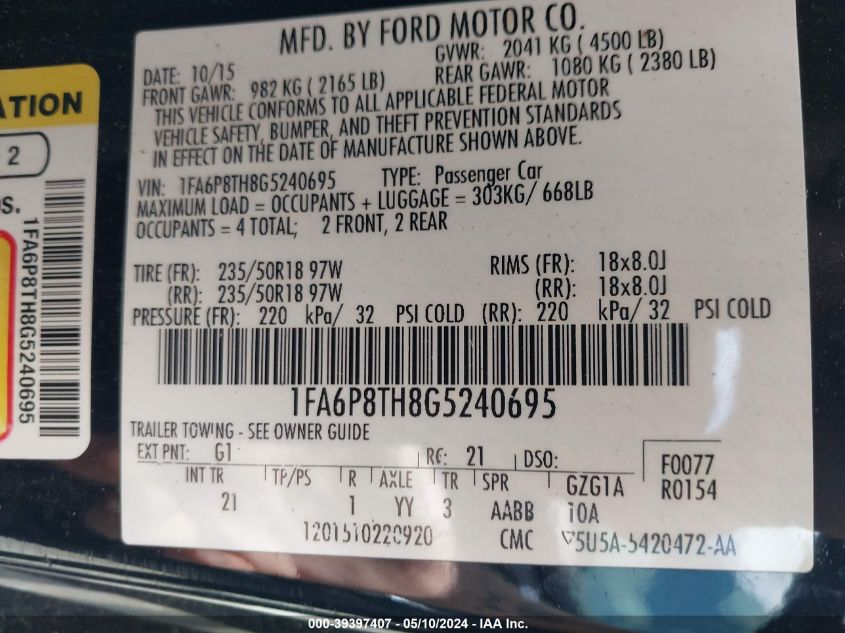 MFD. BY FORD MOTOR CO.
DATE: 10/15 GVWR: 2041 KG ( 4500 LB)
FRONT GAWR: 982 KG ( 2165 LB) REAR GAWR: 1080 KG ( 2380 LB)
THIS VEHICLE CONFORMS TO ALL APPLICABLE FEDERAL MOTOR
VEHICLE SAFETY, BUMPER, AND THEFT PREVENTION STANDARDS
IN EFFECT ON THE DATE OF MANUFACTURE SHOWN ABOVE.
VIN: 1FA6P8TH8G5240695 TYPE: Passenger Car
MAXIMUM LOAD = OCCUPANTS + LUGGAGE = 303KG/ 668LB
OCCUPANTS = 4 TOTAL; 2 FRONT, 2 REAR
TIRE (FR): 235/50R18 97W RIMS (FR): 18x8.0J
(RR): 235/50R18 97W (RR): 18x8.0J
PRESSURE (FR): 220 kPa/ 32 PSI COLD (RR): 220 kPa/ 32 PSI COLD
1FA6P8TH8G5240695
TRAILER TOWING - SEE OWNER GUIDE
EXT PNT: G1 RC: 21 DSO: F0077
INT TR TP/PS R AXLE TR SPR GZG1A R0154
21 1 YY 3 AABB 10A
1201510220920 CMC 5U5A-5420472-AA
ATION
2
S.
1FA6P8TH8G5240695
000-39397407 - 05/10/2024 - IAA Inc.